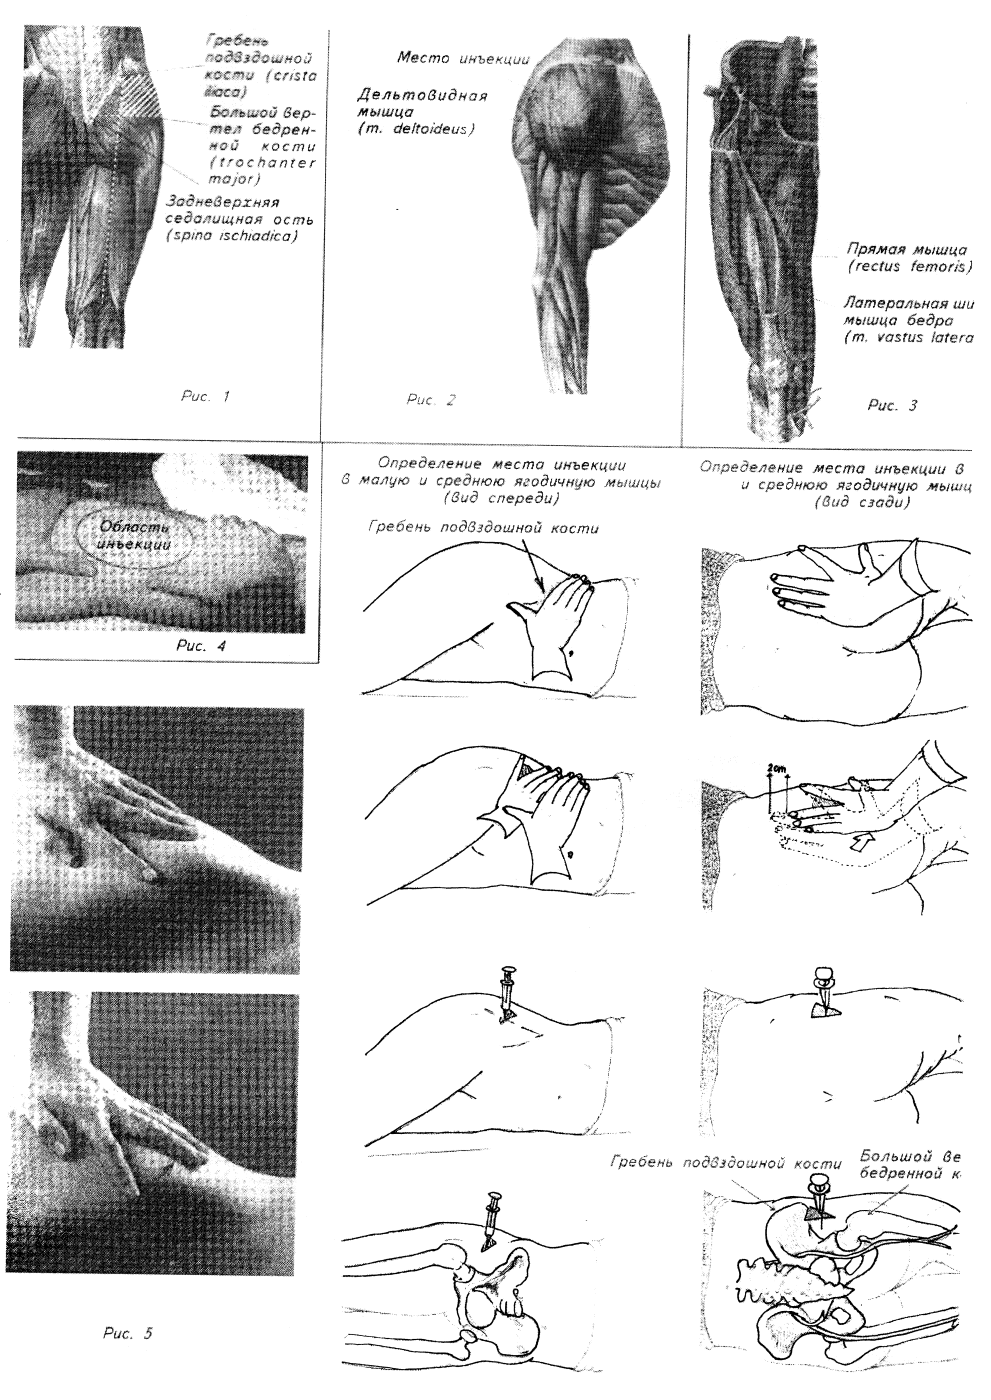 Гребень
подвздошной
кости (crista
iliaca)
Большой вер-
тел бедрен-
ной кости
(trochanter
major)
Задневерхняя
седалищная ость
(spina ischiadica)
Рис. 1
Место инъекции
Дельтовидная
мышца
(m. deltoideus)
Рис. 2
Прямая мышца
(rectus femoris)
Латеральная ши
мышца бедра
(m. vastus latera
Рис. 3
Области
инъекции
Рис. 4
Определение места инъекции
в малую и среднюю ягодичную мышцы
(вид спереди)
Гребень подвздошной кости
Определение места инъекции в
и среднюю ягодичную мышц
(вид сзади)
2cm
Гребень подвздошной кости
Большой ве
бедренной к
Рис. 5